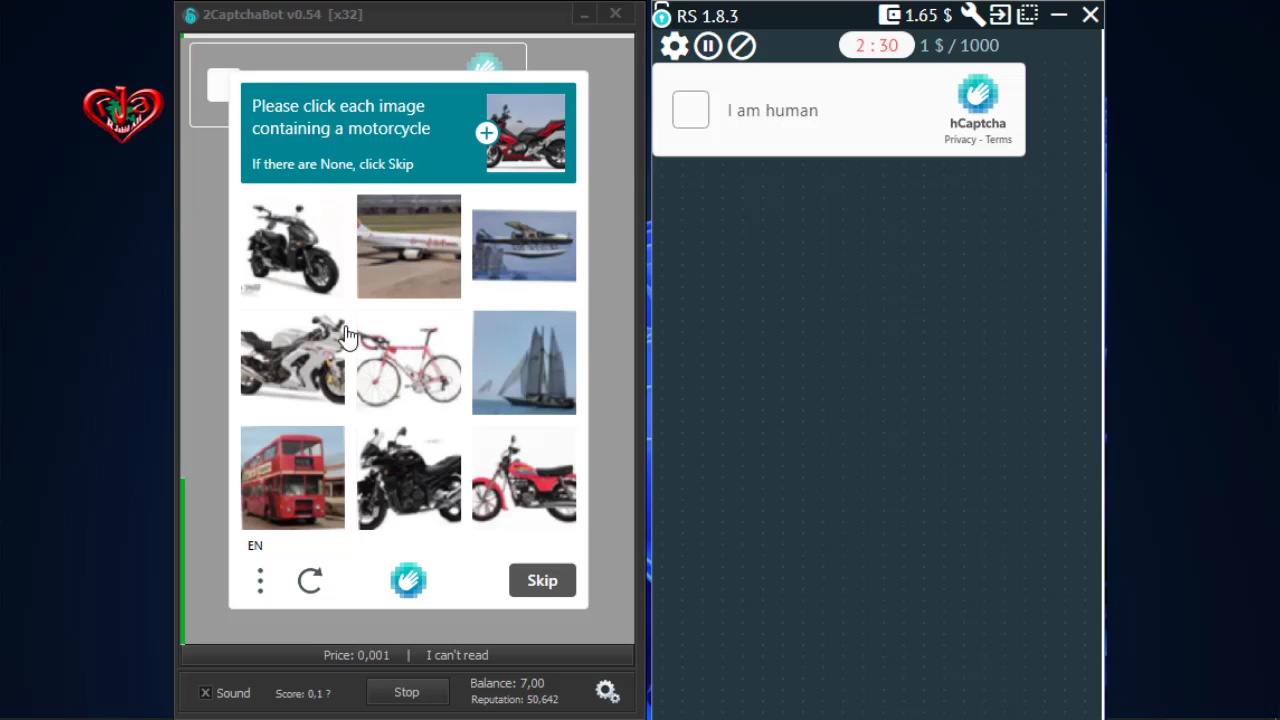 2CaptchaBot v0.54 [x32]
Please click each image
containing a motorcycle
If there are None, click Skip
EN
Skip
Price: 0,001 | I can't read
Sound
Score: 0,1 ?
Stop
Balance: 7,00
Reputation: 50,642
RS 1.8.3
1.65 $
2 : 30
1 $ / 1000
I am human
hCaptcha
Privacy - Terms